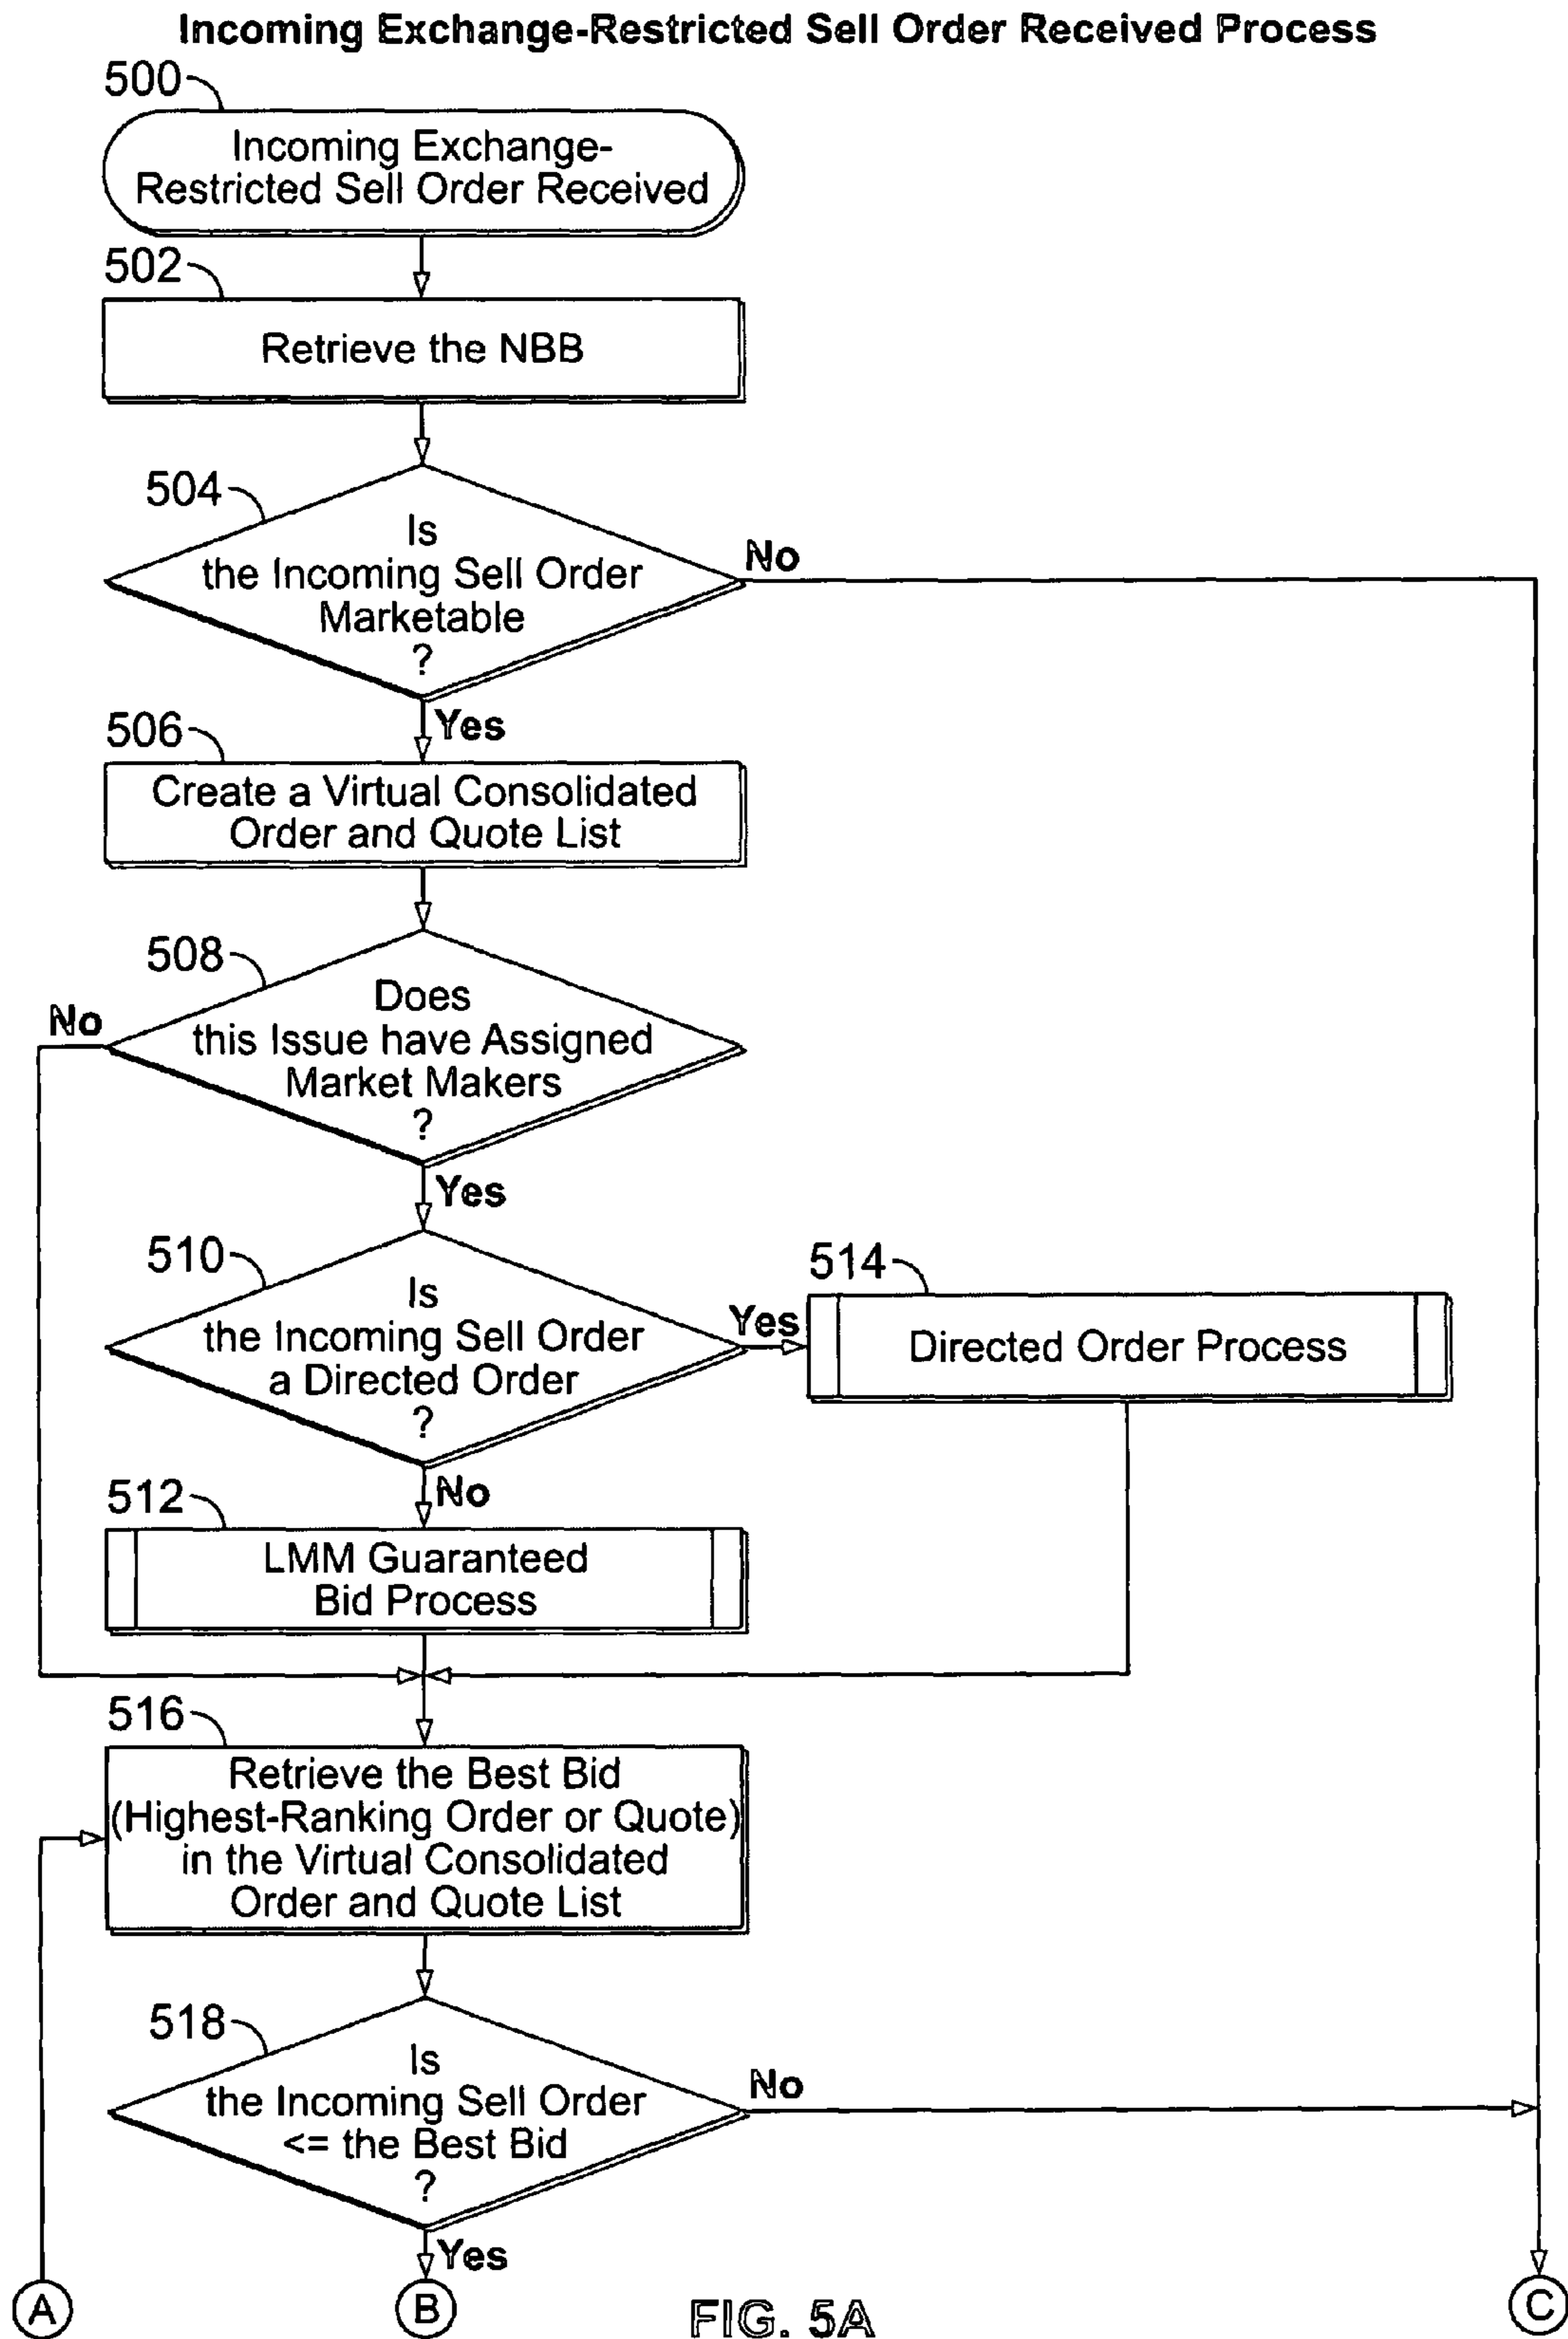 Incoming Exchange-Restricted Sell Order Received Process
500
Incoming Exchange-
Restricted Sell Order Received
502
Retrieve the NBB
504
Is
the Incoming Sell Order
Marketable
?
No
Yes
506
Create a Virtual Consolidated
Order and Quote List
508
Does
this Issue have Assigned
Market Makers
?
No
Yes
510
Is
the Incoming Sell Order
a Directed Order
?
Yes
514
Directed Order Process
No
512
LMM Guaranteed
Bid Process
516
Retrieve the Best Bid
(Highest-Ranking Order or Quote)
in the Virtual Consolidated
Order and Quote List
518
Is
the Incoming Sell Order
<= the Best Bid
?
No
Yes
A
B
C
FIG. 5A